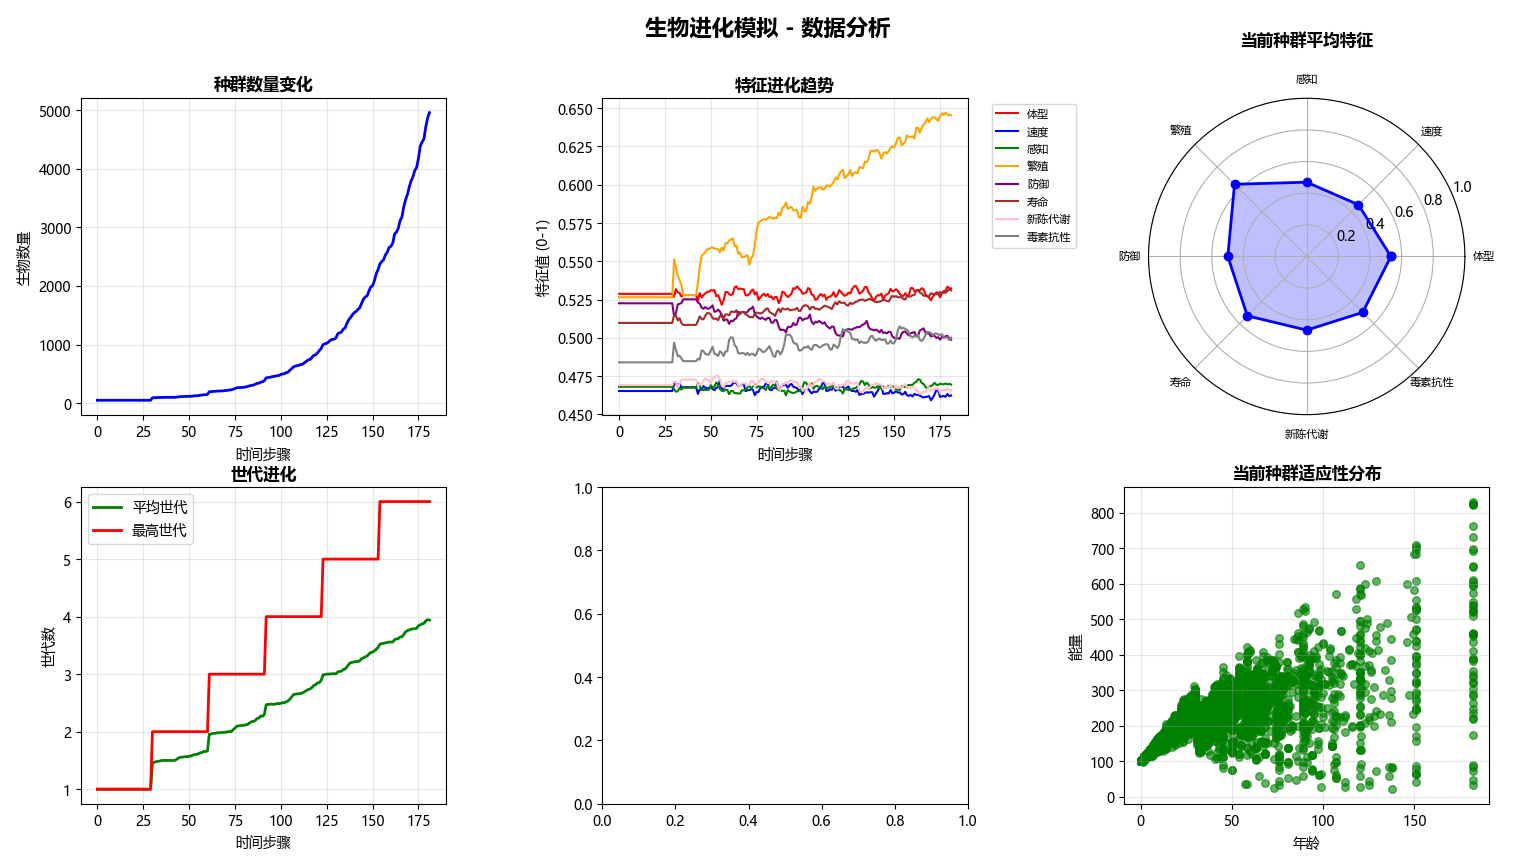 生物进化模拟 - 数据分析
种群数量变化
5000
4000
3000
2000
1000
0
生物数量
0 25 50 75 100 125 150 175
时间步骤
特征进化趋势
0.650
0.625
0.600
0.575
0.550
0.525
0.500
0.475
0.450
特征值 (0-1)
0 25 50 75 100 125 150 175
时间步骤
体型
速度
感知
繁殖
防御
寿命
新陈代谢
毒素抗性
当前种群平均特征
感知
繁殖
速度
1.0
0.8
0.6
0.4
0.2
防御
体型
寿命
毒素抗性
新陈代谢
世代进化
平均世代
最高世代
6
5
4
3
2
1
世代数
0 25 50 75 100 125 150 175
时间步骤
1.0
0.8
0.6
0.4
0.2
0.0
0.0 0.2 0.4 0.6 0.8 1.0
当前种群适应性分布
800
700
600
500
400
300
200
100
0
能量
0 50 100 150
年龄